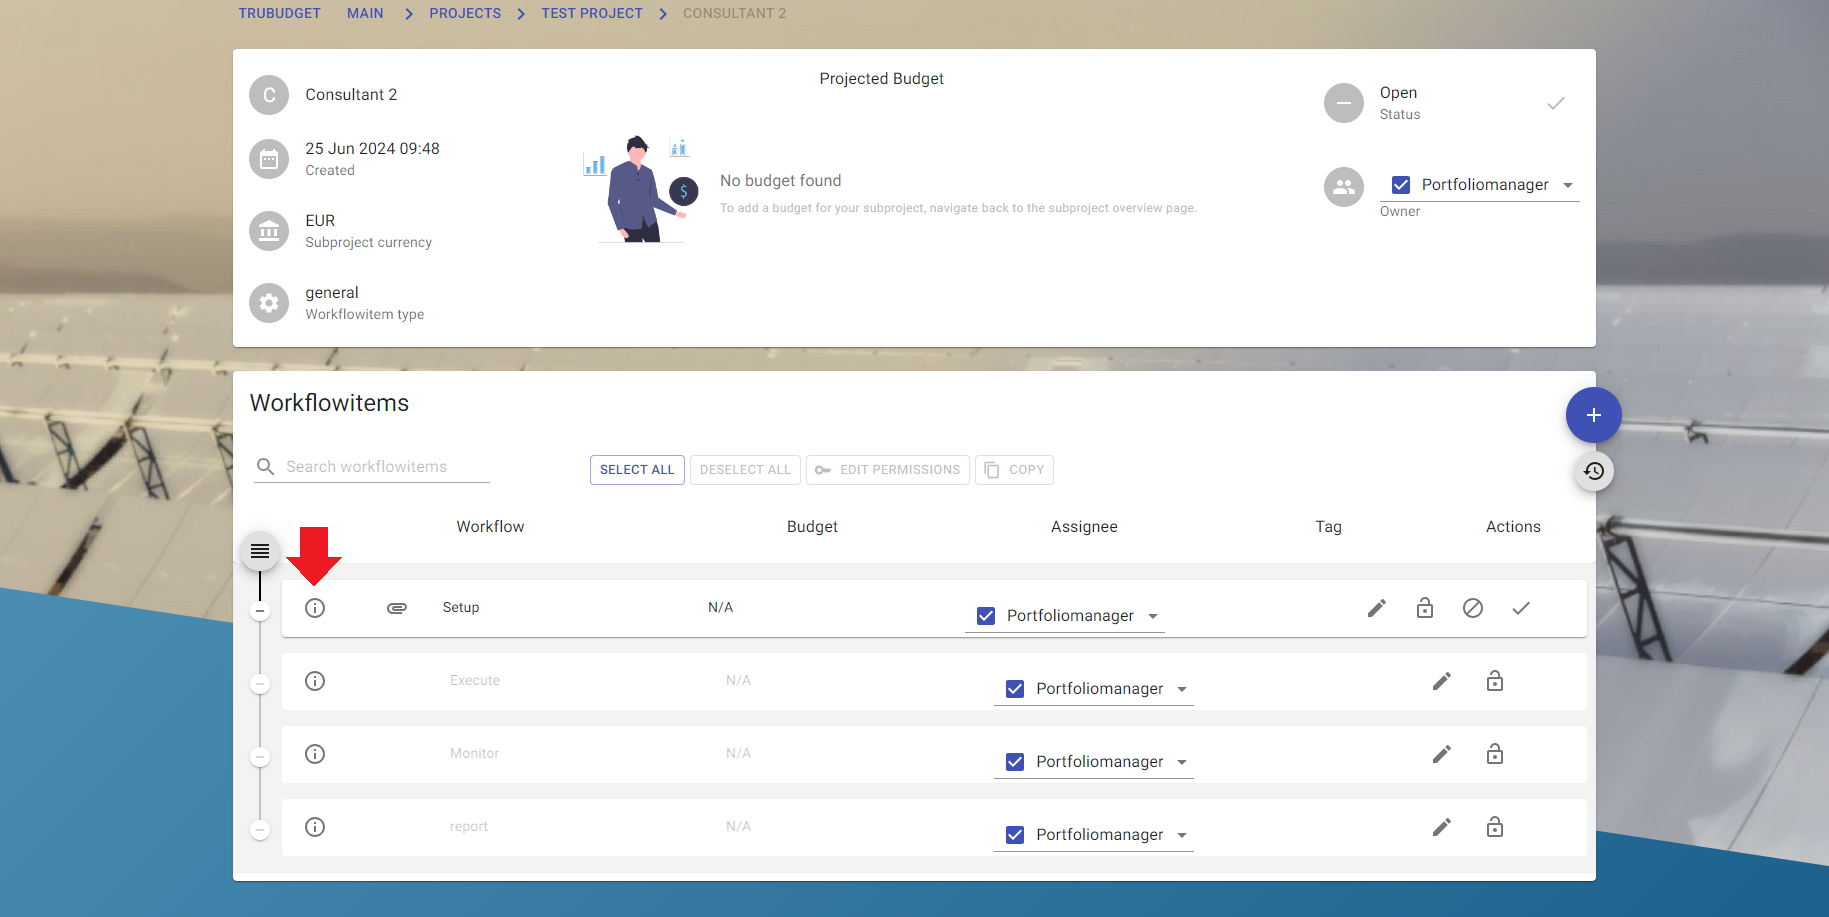 TRUBUDGET MAIN PROJECTS TEST PROJECT CONSULTANT 2
C Consultant 2
25 Jun 2024 09:48
Created
EUR
Subproject currency
general
Workflowitem type
Projected Budget
$
No budget found
To add a budget for your subproject, navigate back to the subproject overview page.
Open
Status
Portfoliomanager
Owner
Workflowitems
Search workflowitems SELECT ALL DESELECT ALL EDIT PERMISSIONS COPY
Workflow Budget Assignee Tag Actions
Setup N/A Portfoliomanager
Execute N/A Portfoliomanager
Monitor N/A Portfoliomanager
report N/A Portfoliomanager